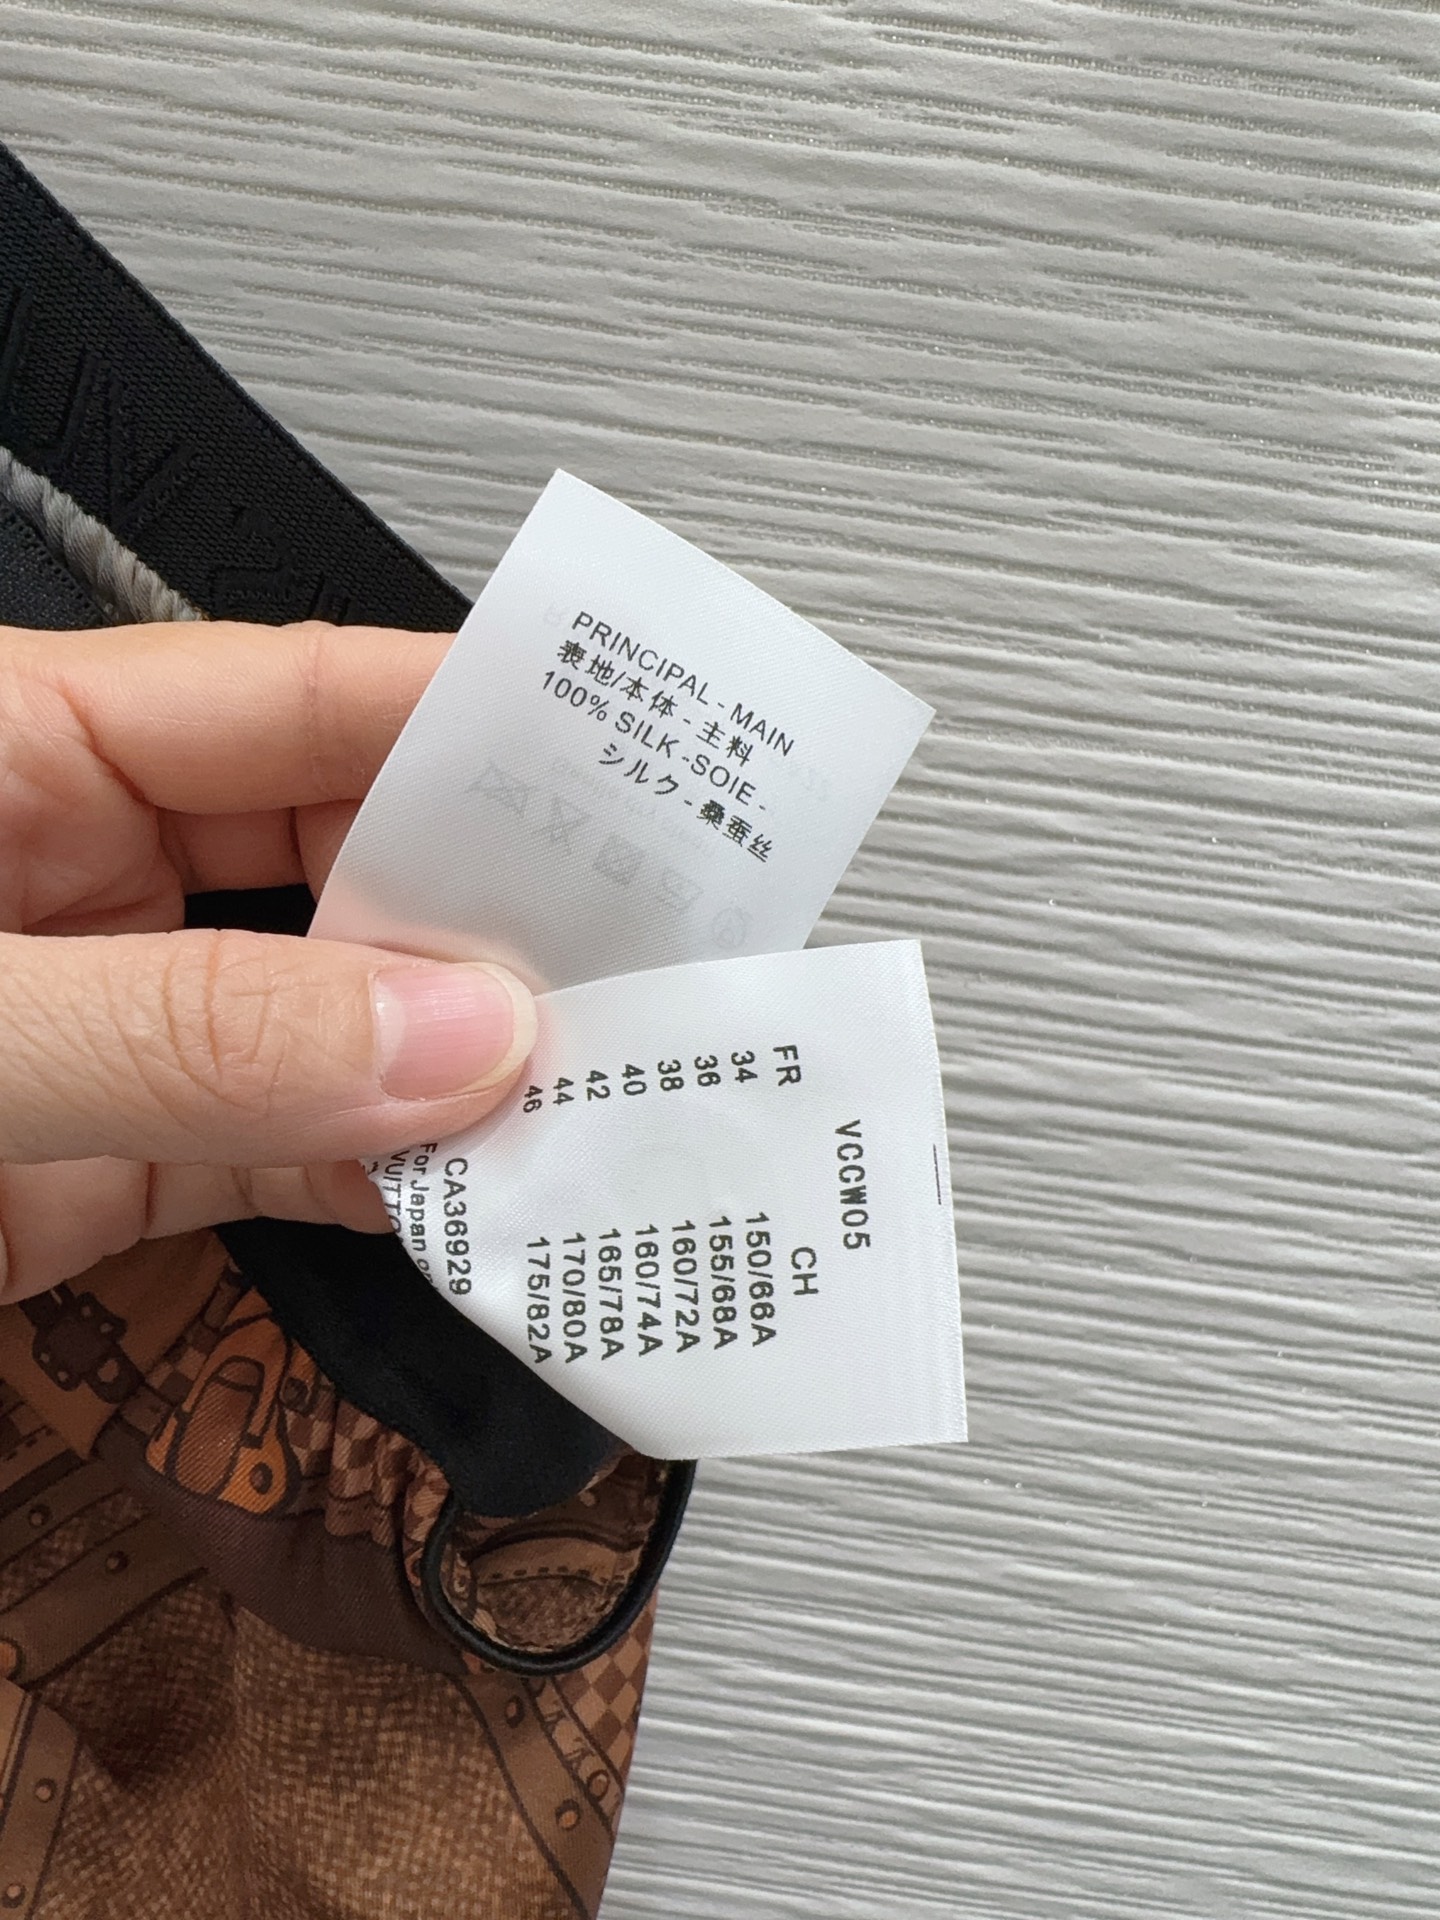 PRINCIPAL - MAIN
表地/本体 - 主料
100% SILK -SOIE -
シルク - 桑蚕丝
VCCW05
FR CH
34 150/66A
36 155/68A
38 160/72A
40 160/74A
42 165/78A
44 170/80A
46 175/82A
CA36929
For Japan